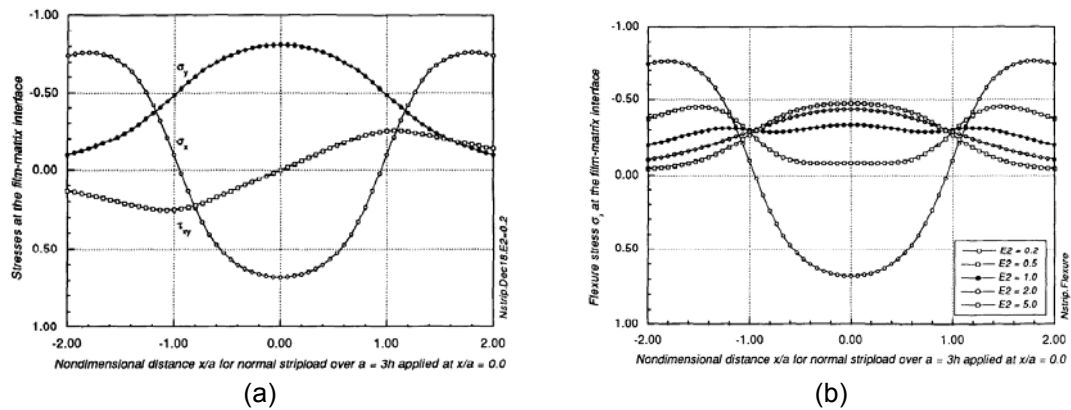 -1.00
-0.50
0.00
0.50
1.00
-2.00 -1.00 0.00 1.00 2.00
Stresses at the film-matrix interface
σy
σx
τxy
Nstrip.Dec18.E2=0.2
Nondimensional distance x/a for normal stripload over a = 3h applied at x/a = 0.0
(a)
-1.00
-0.50
0.00
0.50
1.00
-2.00 -1.00 0.00 1.00 2.00
Flexure stress σ at the film-matrix interface
E2 = 0.2
E2 = 0.5
E2 = 1.0
E2 = 2.0
E2 = 5.0
Nstrip.Flexure
Nondimensional distance x/a for normal stripload over a = 3h applied at x/a = 0.0
(b)